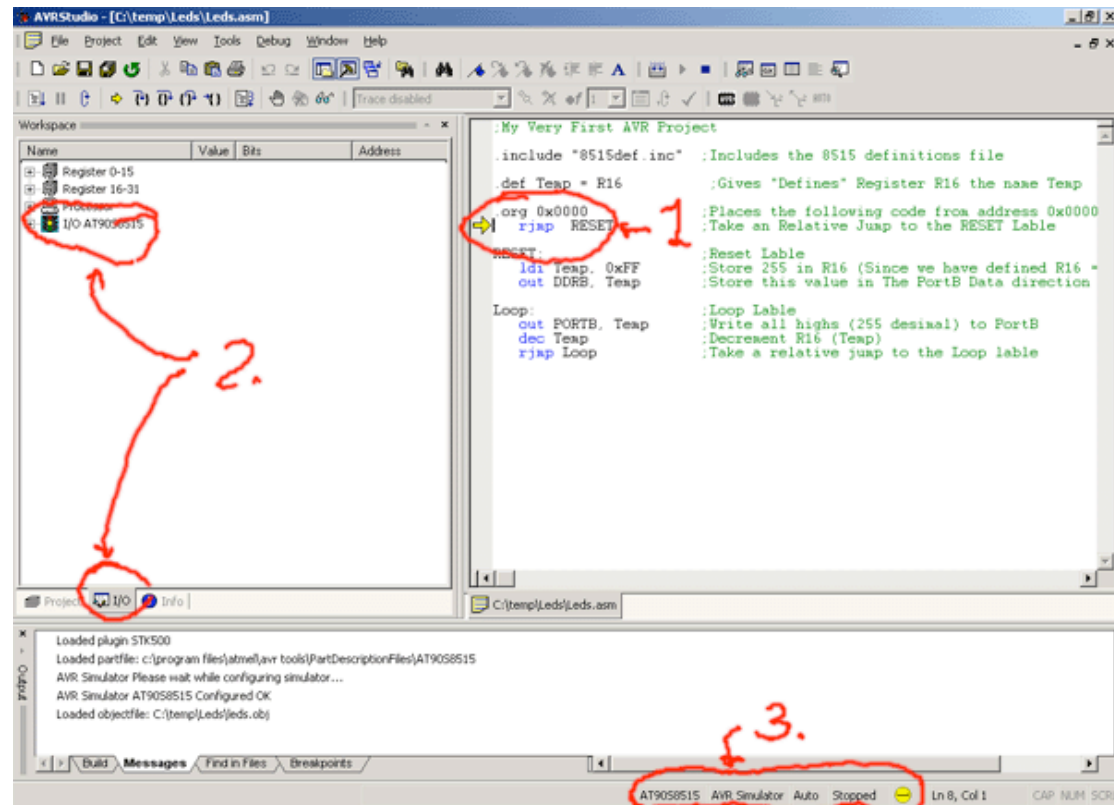 AVRStudio - [C:\temp\Leds\Leds.asm]
File Project Edit View Tools Debug Window Help
Trace disabled
Workspace
Name Value Bits Address
Register 0-15
Register 16-31
Processor
I/O AT90S8515
2.
Project I/O Info
;My Very First AVR Project
.include "8515def.inc" ;Includes the 8515 definitions file
.def Temp = R16 ;Gives "Defines" Register R16 the name Temp
.org 0x0000 ;Places the following code from address 0x0000
rjmp RESET ;Take an Relative Jump to the RESET Lable
1
RESET: ;Reset Lable
ldi Temp, 0xFF ;Store 255 in R16 (Since we have defined R16 =
out DDRB, Temp ;Store this value in The PortB Data direction
Loop: ;Loop Lable
out PORTB, Temp ;Write all highs (255 desimal) to PortB
dec Temp ;Decrement R16 (Temp)
rjmp Loop ;Take a relative jump to the Loop lable
C:\temp\Leds\Leds.asm
Output
Loaded plugin STK500
Loaded partfile: c:\program files\atmel\avr tools\PartDescriptionFiles\AT90S8515
AVR Simulator Please wait while configuring simulator...
AVR Simulator AT90S8515 Configured OK
Loaded objectfile: C:\temp\Leds\leds.obj
3.
Build Messages Find in Files Breakpoints
AT90S8515 AVR Simulator Auto Stopped Ln 8, Col 1 CAP NUM SCR